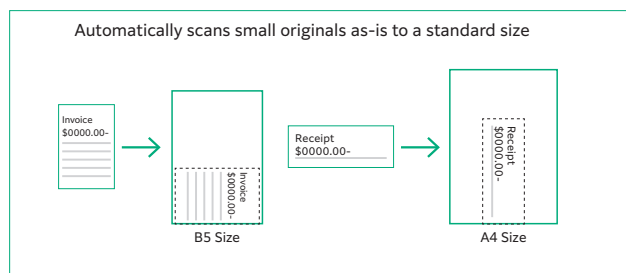 Automatically scans small originals as-is to a standard size
Invoice
$0000.00-
Invoice
$0000.00-
B5 Size
Receipt
$0000.00-
Receipt
$0000.00-
A4 Size